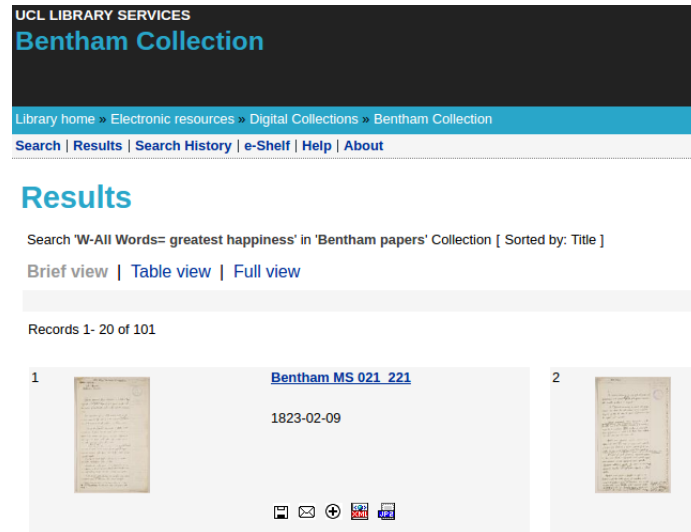 UCL LIBRARY SERVICES
Bentham Collection
Library home » Electronic resources » Digital Collections » Bentham Collection
Search | Results | Search History | e-Shelf | Help | About
Results
Search 'W-All Words= greatest happiness' in 'Bentham papers' Collection [ Sorted by: Title ]
Brief view | Table view | Full view
Records 1- 20 of 101
1
Bentham MS 021_221
2
1823-02-09
XML
JP2